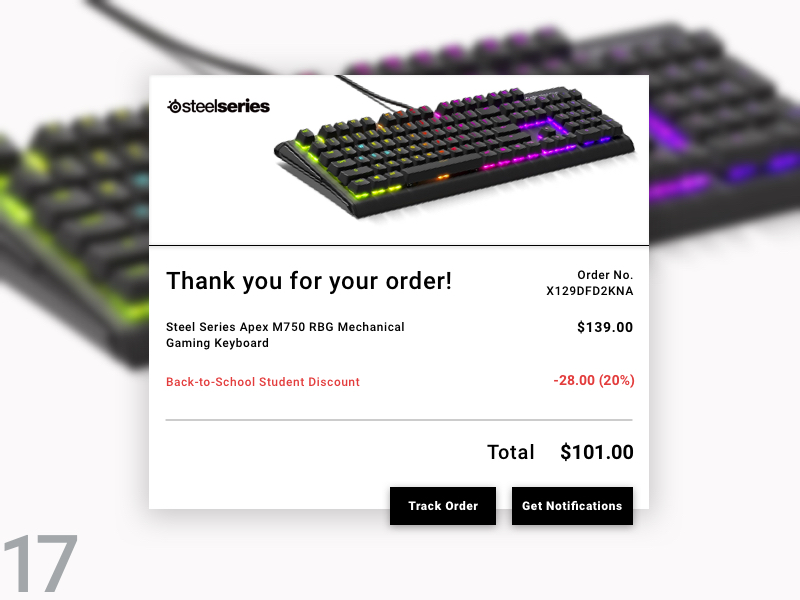 steelseries
Thank you for your order!
Order No.
X129DFD2KNA
Steel Series Apex M750 RBG Mechanical
Gaming Keyboard
$139.00
Back-to-School Student Discount
-28.00 (20%)
Total $101.00
Track Order
Get Notifications
17